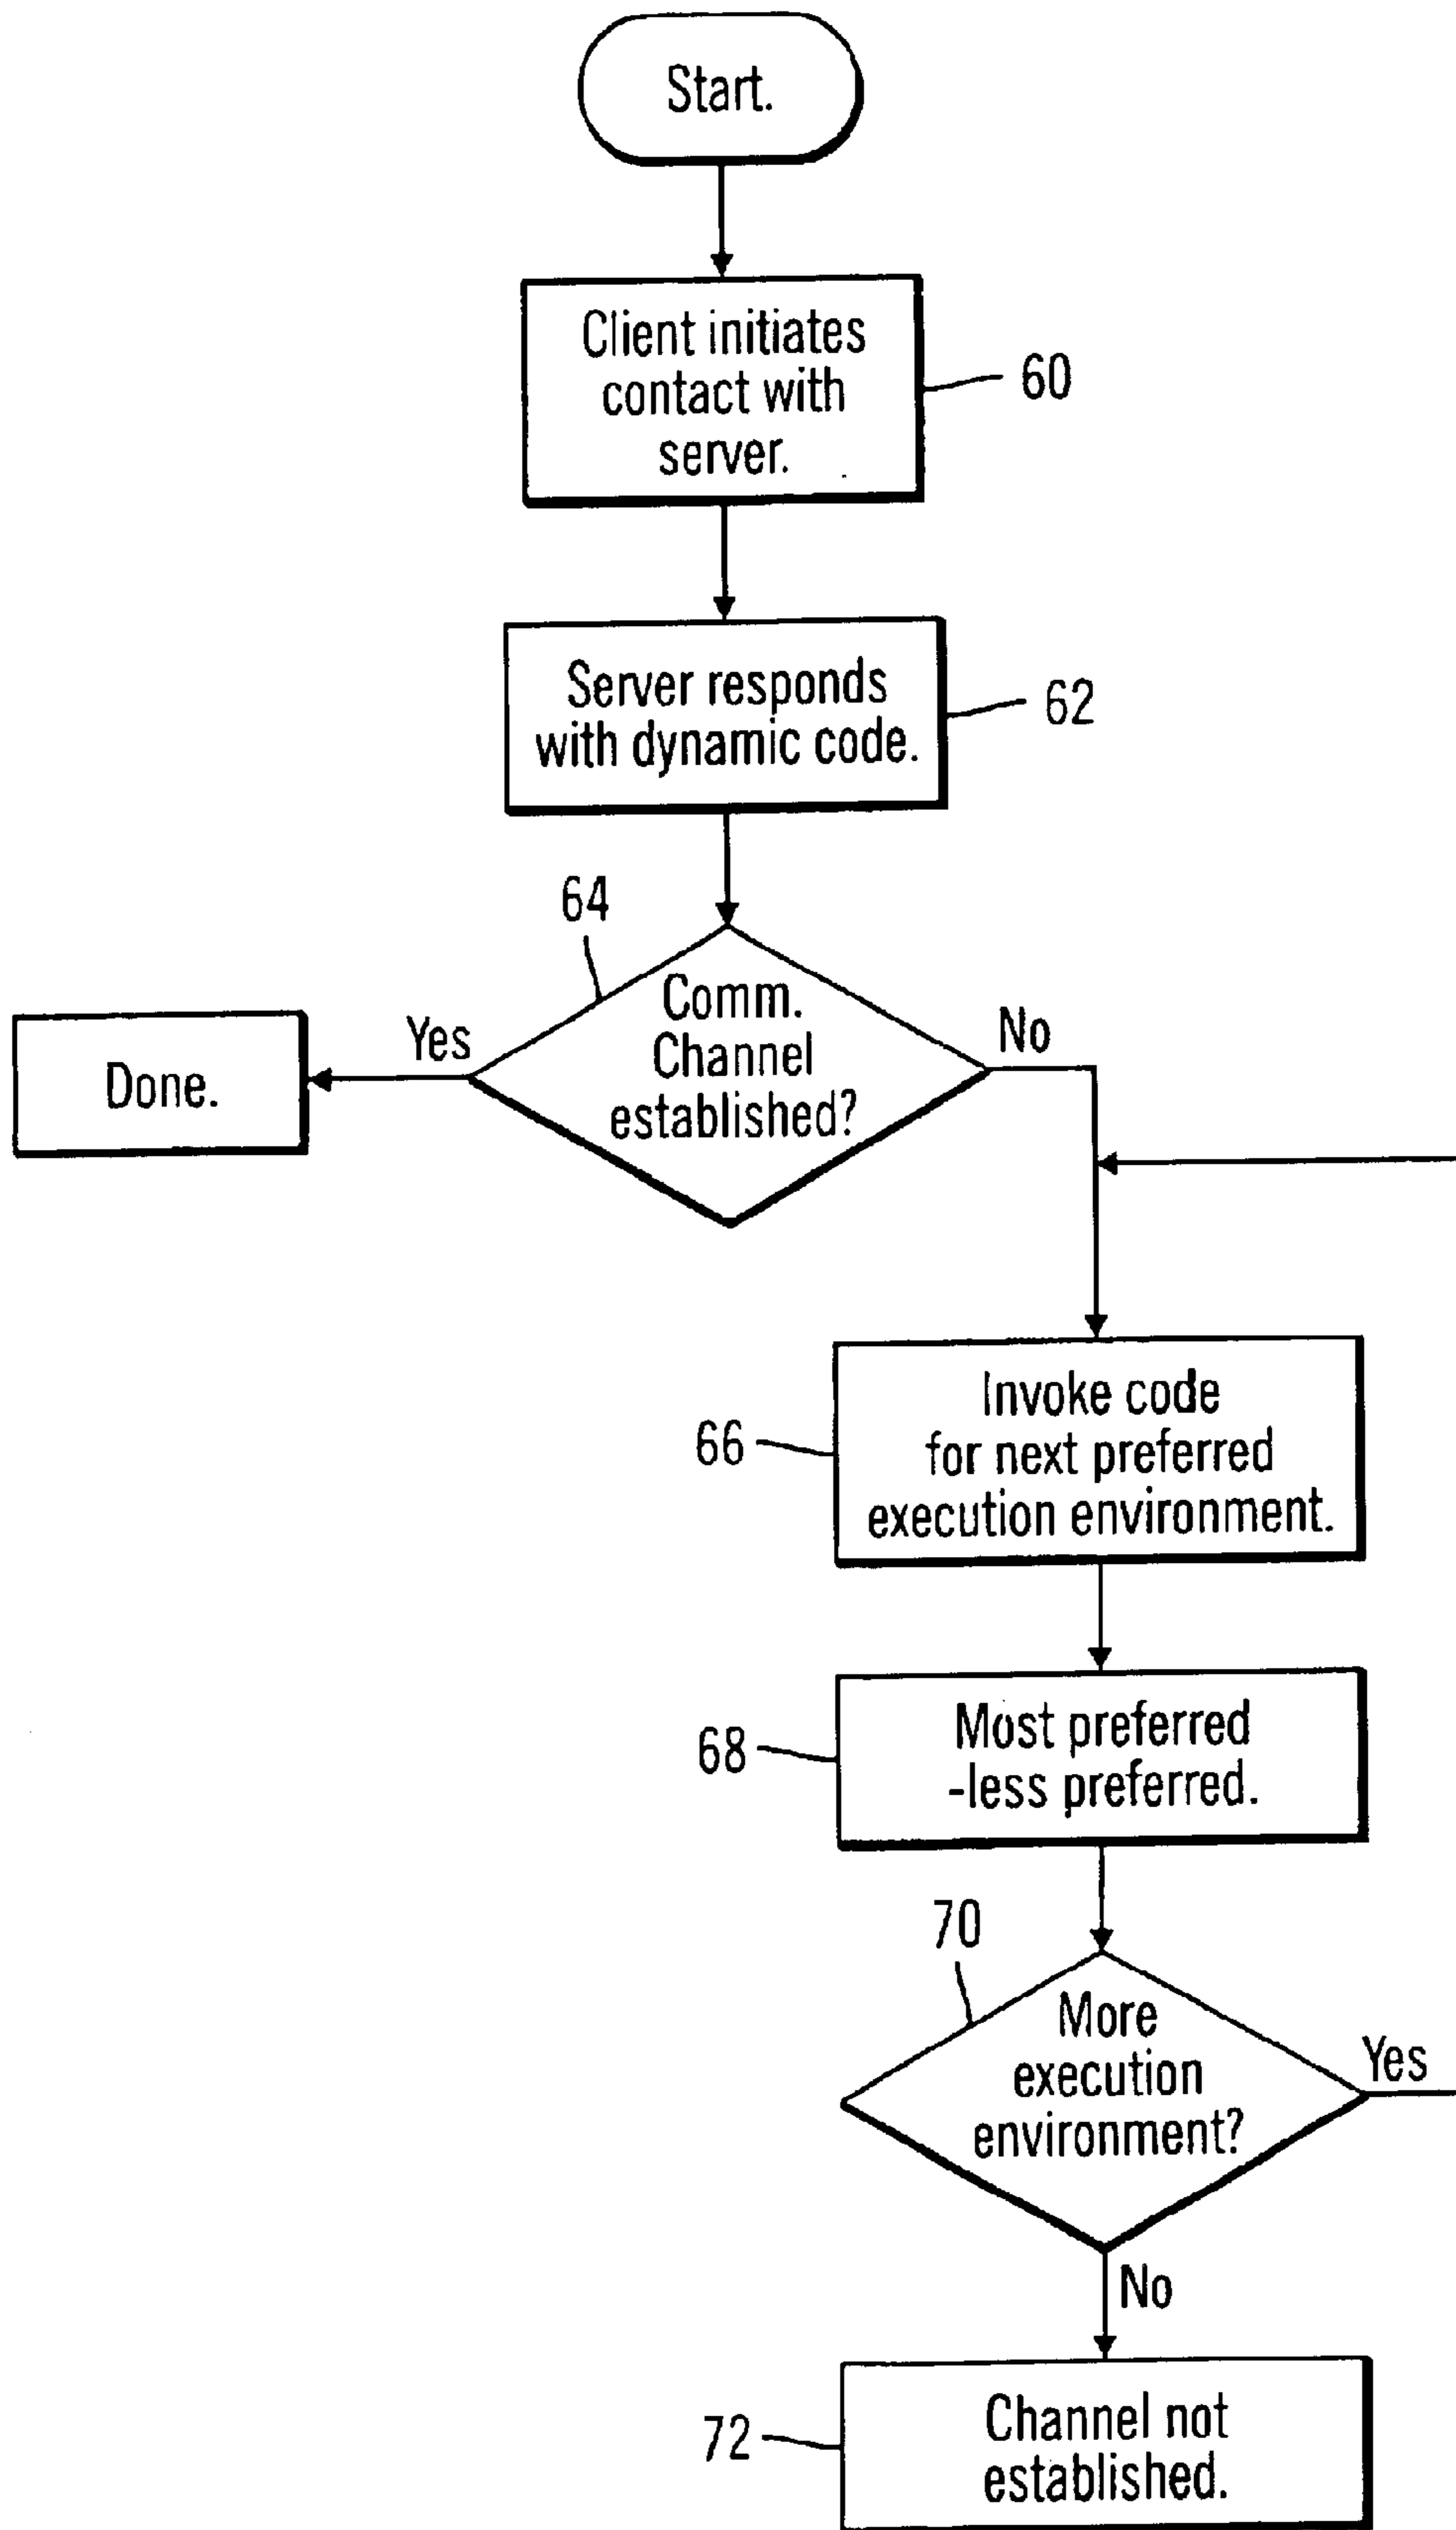 Start.
Client initiates
contact with
server.
60
Server responds
with dynamic code.
62
64
Comm.
Channel
established?
Yes
No
Done.
Invoke code
for next preferred
execution environment.
66
Most preferred
-less preferred.
68
70
More
execution
environment?
Yes
No
Channel not
established.
72